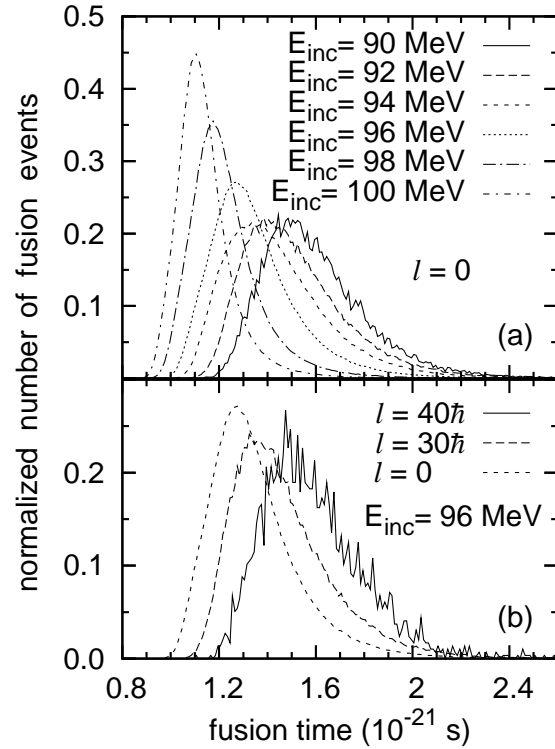 normalized number of fusion events
0.5
0.4
0.3
0.2
0.1
E_inc= 90 MeV
E_inc= 92 MeV
E_inc= 94 MeV
E_inc= 96 MeV
E_inc= 98 MeV
E_inc= 100 MeV
l = 0
(a)
0.2
0.1
0.0
l = 40ħ
l = 30ħ
l = 0
E_inc= 96 MeV
(b)
0.8 1.2 1.6 2 2.4
fusion time (10^-21 s)